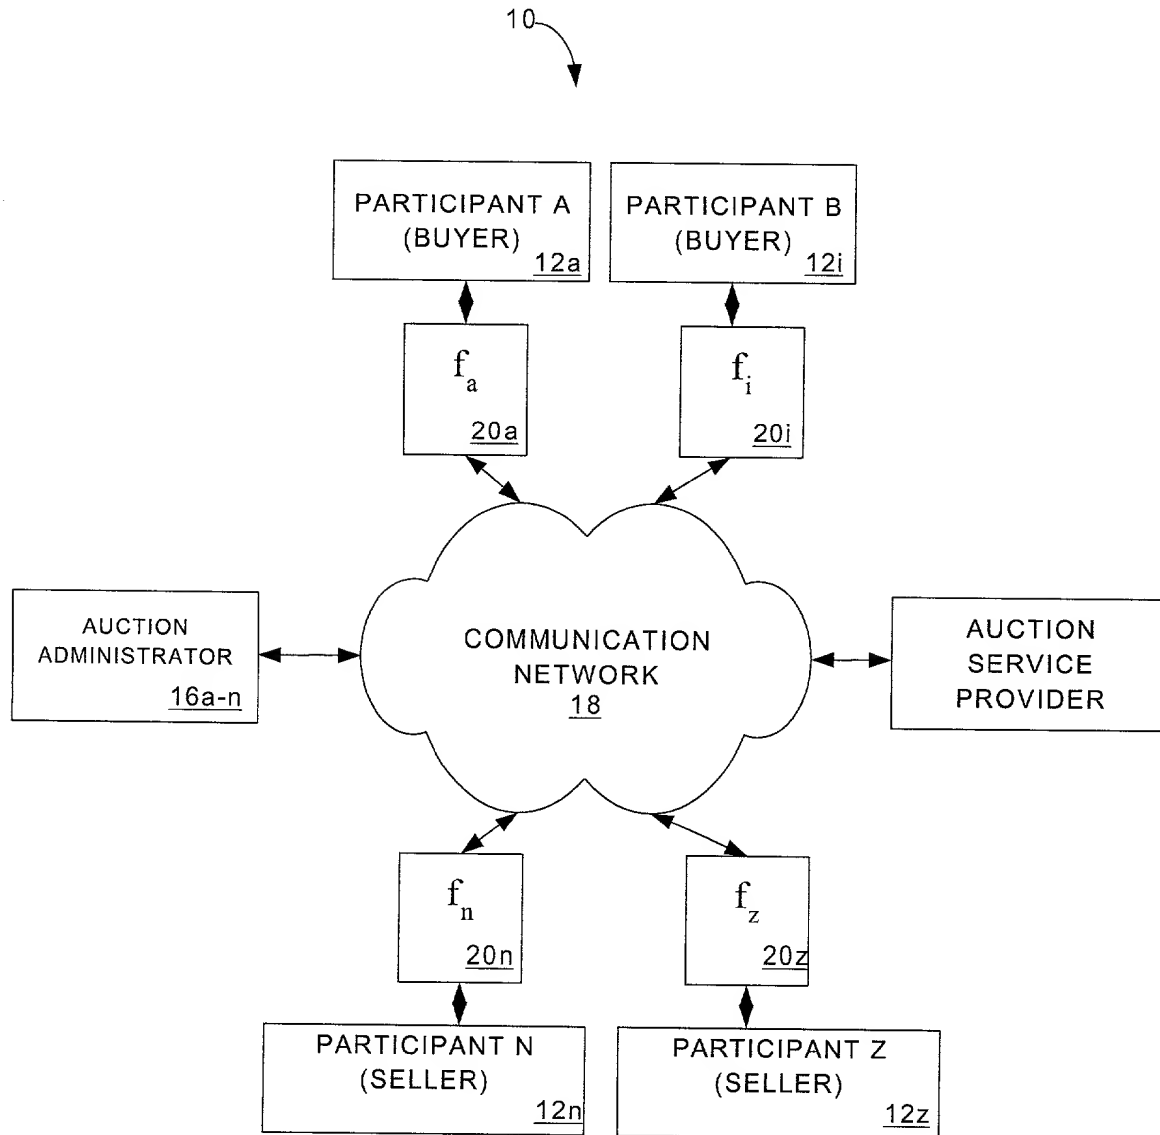 10
PARTICIPANT A
(BUYER)
12a
PARTICIPANT B
(BUYER)
12i
fa
20a
fi
20i
AUCTION
ADMINISTRATOR
16a-n
COMMUNICATION
NETWORK
18
AUCTION
SERVICE
PROVIDER
fn
20n
fz
20z
PARTICIPANT N
(SELLER)
12n
PARTICIPANT Z
(SELLER)
12z